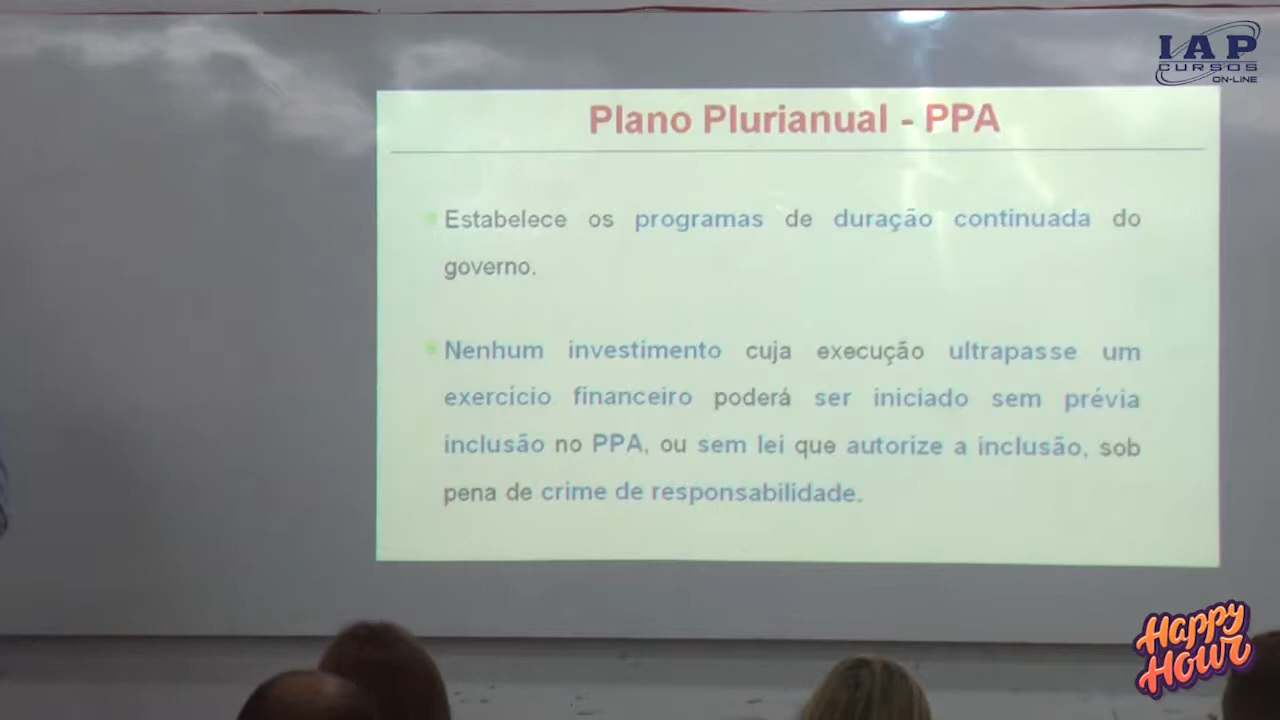 IAP
CURSOS
ON-LINE
Plano Plurianual - PPA
Estabelece os programas de duração continuada do
governo.
Nenhum investimento cuja execução ultrapasse um
exercício financeiro poderá ser iniciado sem prévia
inclusão no PPA, ou sem lei que autorize a inclusão, sob
pena de crime de responsabilidade.
Happy
Hour